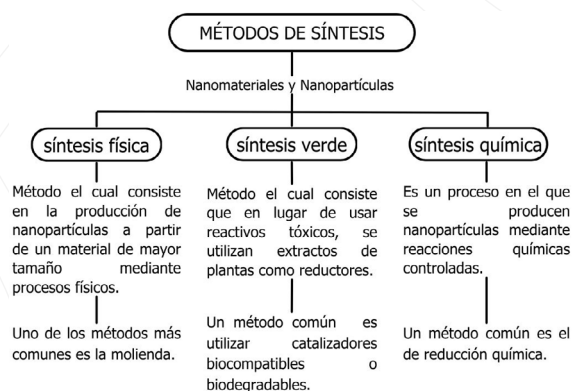 MÉTODOS DE SÍNTESIS
Nanomateriales y Nanopartículas
síntesis física
Método el cual consiste
en la producción de
nanopartículas a partir
de un material de mayor
tamaño mediante
procesos físicos.
Uno de los métodos más
comunes es la molienda.
síntesis verde
Método el cual consiste
que en lugar de usar
reactivos tóxicos, se
utilizan extractos de
plantas como reductores.
Un método común es
utilizar catalizadores
biocompatibles o
biodegradables.
síntesis química
Es un proceso en el que
se producen
nanopartículas mediante
reacciones químicas
controladas.
Un método común es el
de reducción química.